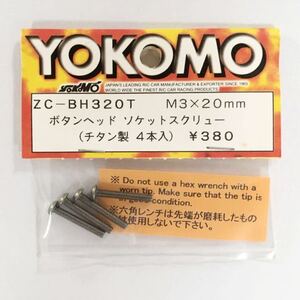 YOKOMO
YOKOMO
JAPAN'S LEADING R/C CAR MANUFACTURER & EXPORTER SINCE
WORLD WIDE THE FINEST R/C CAR RACING PRODUCTS.
ZC-BH320T M3×20mm
ボタンヘッド ソケットスクリュー
(チタン製 4本入) ¥380
※ Do not use a hex wrench with a
worn tip. Make sure that the tip is
in good condition.
※六角レンチは先端が磨耗したもの
は使用しないで下さい。